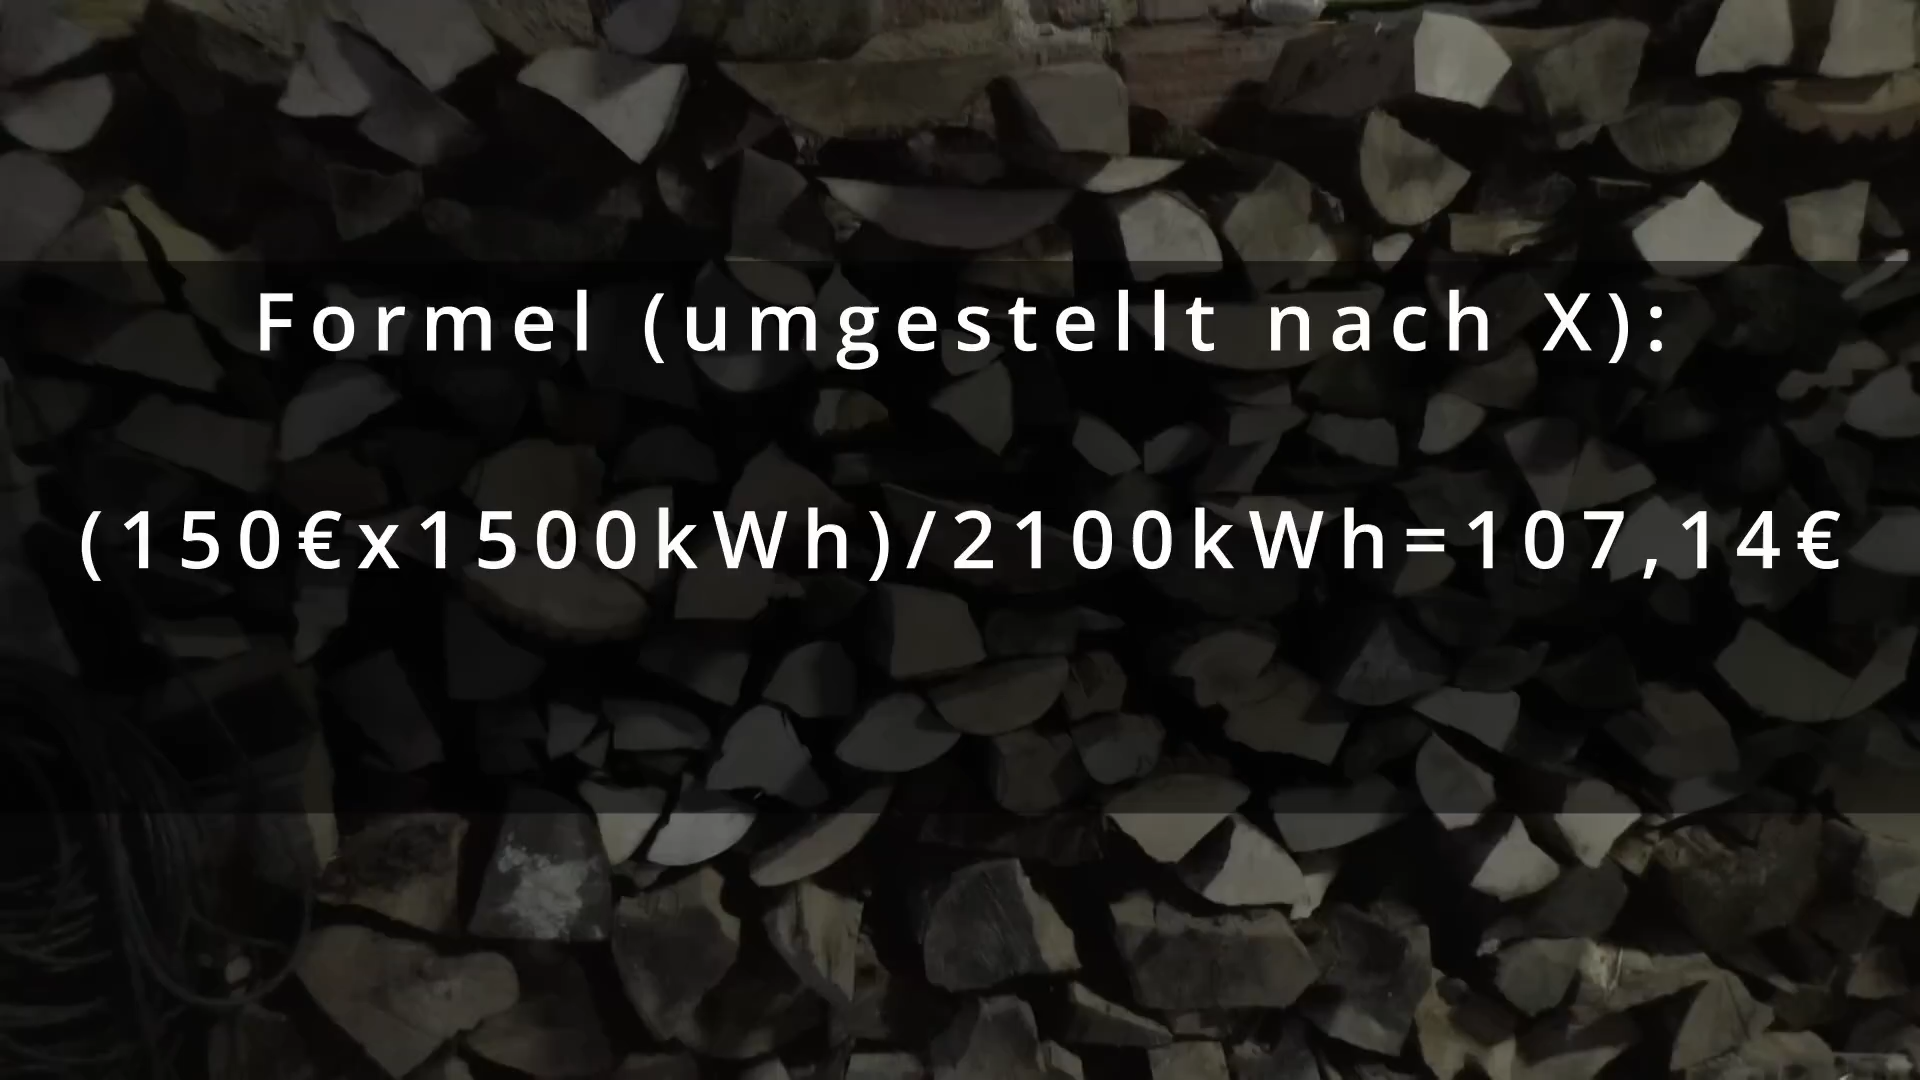 Formel (umgestellt nach X):
(150€x1500kWh)/2100kWh=107,14€